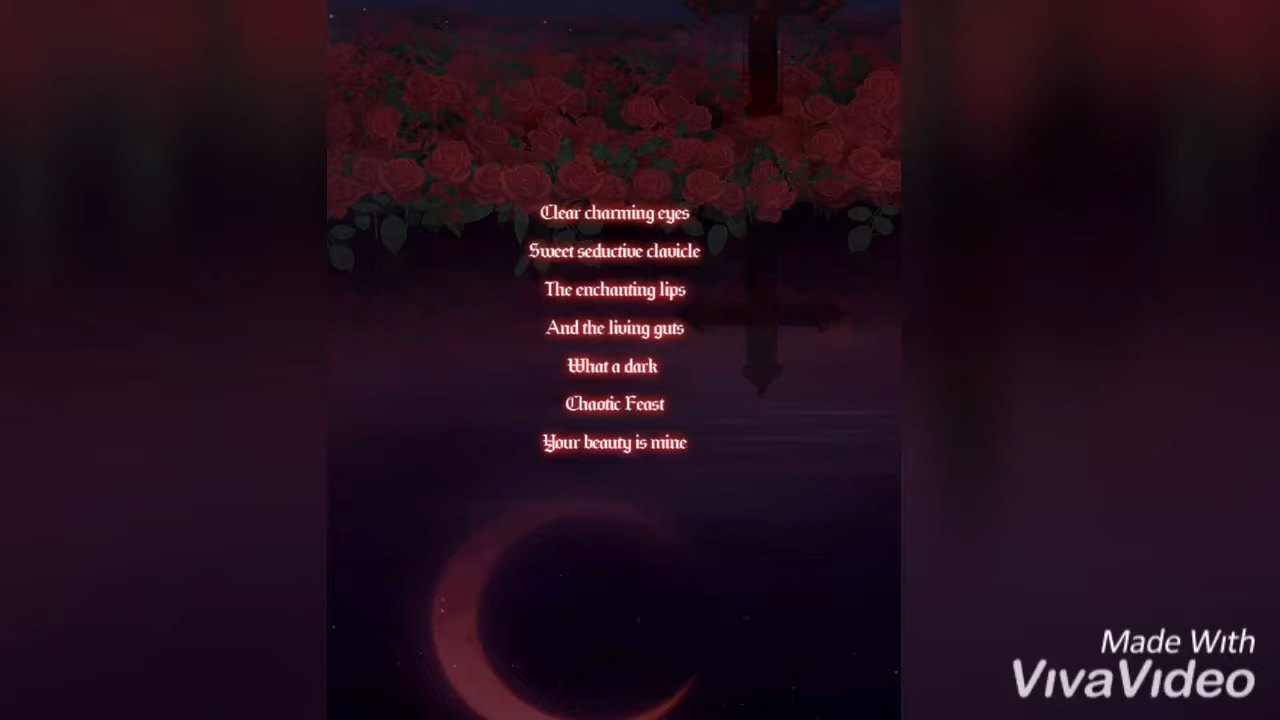 Clear charming eyes
Sweet seductive clavicle
The enchanting lips
And the living guts
What a dark
Chaotic Feast
Your beauty is mine
Made With
VivaVideo